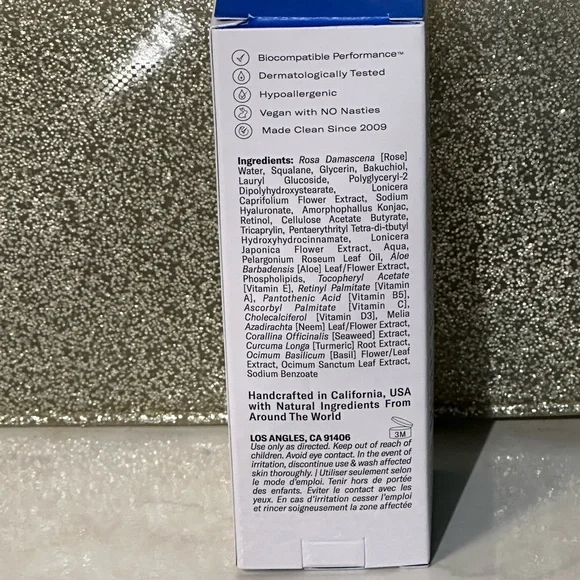 Biocompatible Performance™
Dermatologically Tested
Hypoallergenic
Vegan with NO Nasties
Made Clean Since 2009
Ingredients: Rosa Damascena [Rose]
Water, Squalane, Glycerin, Bakuchiol,
Lauryl Glucoside, Polyglyceryl-2
Dipolyhydroxystearate, Lonicera
Caprifolium Flower Extract, Sodium
Hyaluronate, Amorphophallus Konjac,
Retinol, Cellulose Acetate Butyrate,
Tricaprylin, Pentaerythrityl Tetra-di-tbutyl
Hydroxyhydrocinnamate, Lonicera
Japonica Flower Extract, Aqua,
Pelargonium Roseum Leaf Oil, Aloe
Barbadensis [Aloe] Leaf/Flower Extract,
Phospholipids, Tocopheryl Acetate
[Vitamin E], Retinyl Palmitate [Vitamin
A], Pantothenic Acid [Vitamin B5],
Ascorbyl Palmitate [Vitamin C],
Cholecalciferol [Vitamin D3], Melia
Azadirachta [Neem] Leaf/Flower Extract,
Corallina Officinalis [Seaweed] Extract,
Curcuma Longa [Turmeric] Root Extract,
Ocimum Basilicum [Basil] Flower/Leaf
Extract, Ocimum Sanctum Leaf Extract,
Sodium Benzoate
Handcrafted in California, USA
with Natural Ingredients From
Around The World
3M
LOS ANGLES, CA 91406
Use only as directed. Keep out of reach of
children. Avoid eye contact. In the event of
irritation, discontinue use & wash affected
skin thoroughly. | Utiliser seulement selon
le mode d'emploi. Tenir hors de portée
des enfants. Eviter le contact avec les
yeux. En cas d'irritation cesser l'emploi
et rincer soigneusement la zone affectée